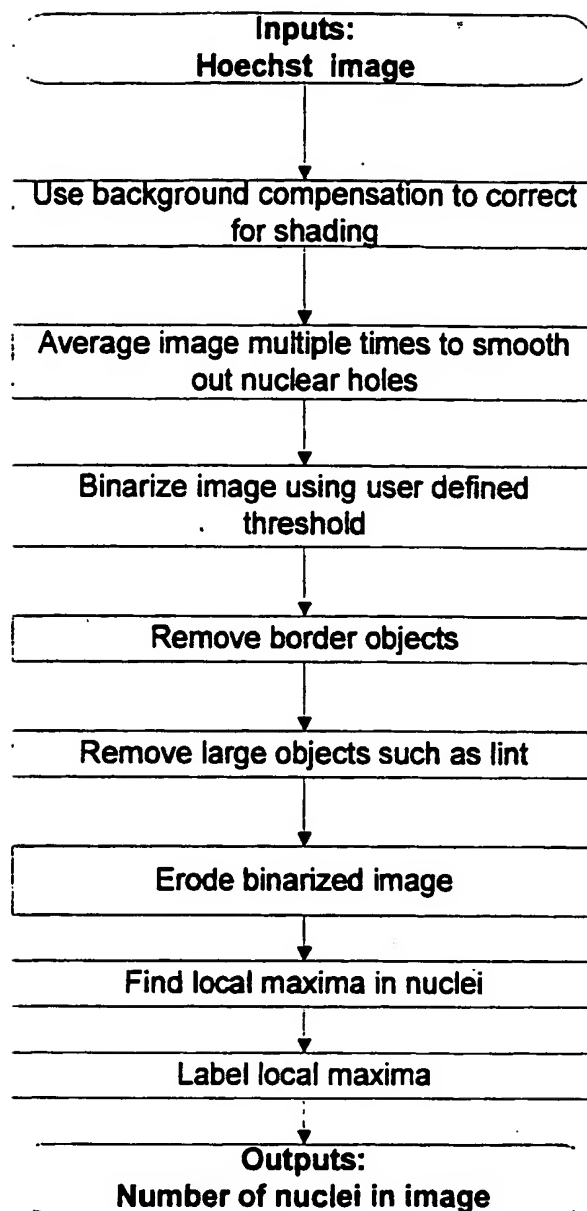 Inputs:
Hoechst image
Use background compensation to correct
for shading
Average image multiple times to smooth
out nuclear holes
Binarize image using user defined
threshold
Remove border objects
Remove large objects such as lint
Erode binarized image
Find local maxima in nuclei
Label local maxima
Outputs:
Number of nuclei in image